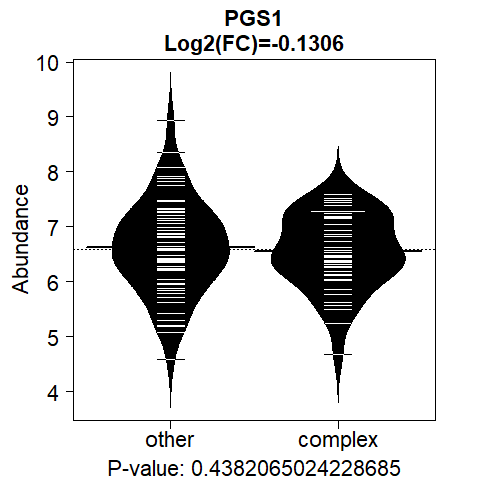 PGS1
Log2(FC)=-0.1306
Abundance
10
9
8
7
6
5
4
other complex
P-value: 0.4382065024228685